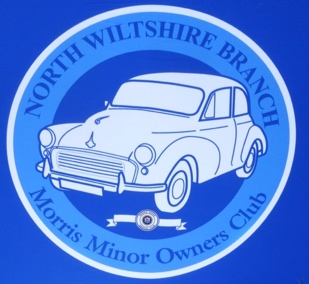 NORTH WILTSHIRE BRANCH
Morris Minor Owners Club